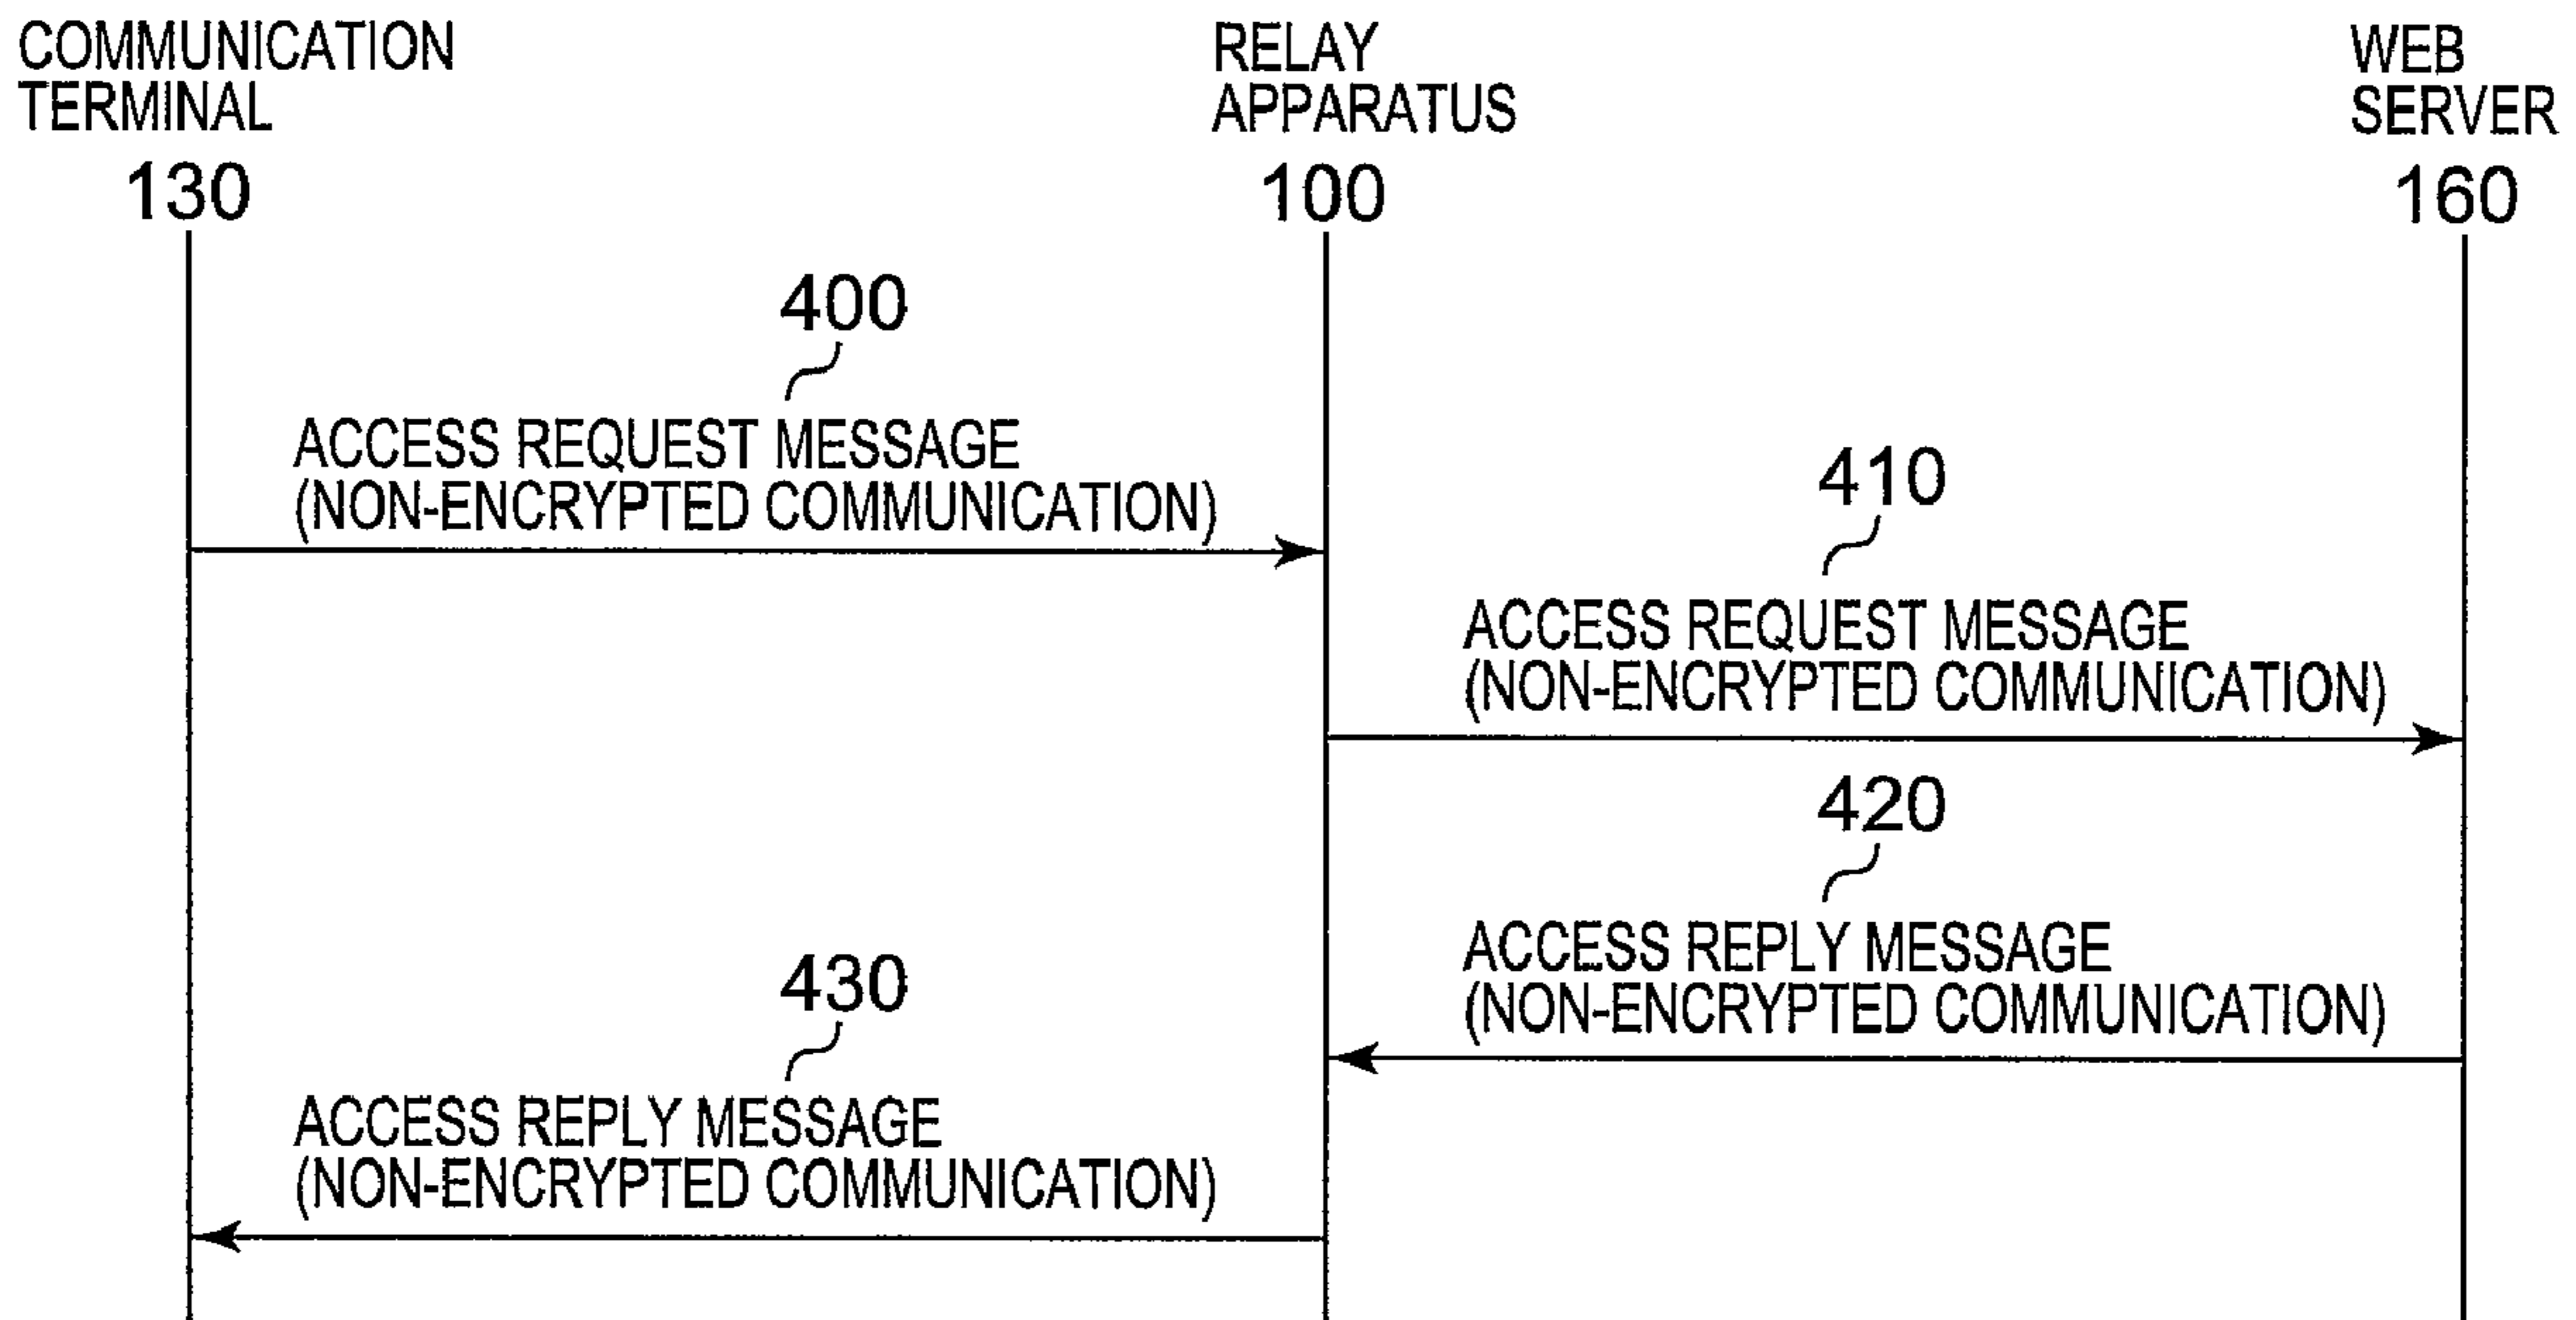 COMMUNICATION
TERMINAL
130
RELAY
APPARATUS
100
WEB
SERVER
160
400
ACCESS REQUEST MESSAGE
(NON-ENCRYPTED COMMUNICATION)
410
ACCESS REQUEST MESSAGE
(NON-ENCRYPTED COMMUNICATION)
420
ACCESS REPLY MESSAGE
(NON-ENCRYPTED COMMUNICATION)
430
ACCESS REPLY MESSAGE
(NON-ENCRYPTED COMMUNICATION)